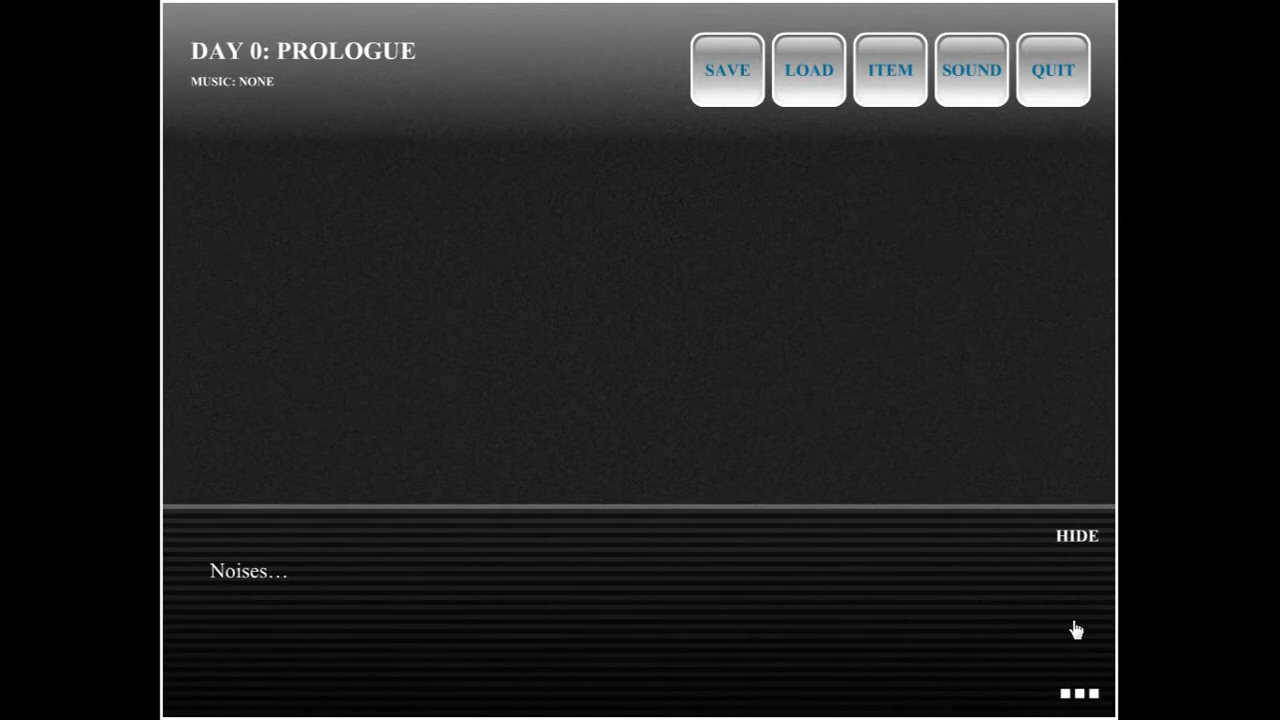 DAY 0: PROLOGUE
MUSIC: NONE
SAVE LOAD ITEM SOUND QUIT
HIDE
Noises…